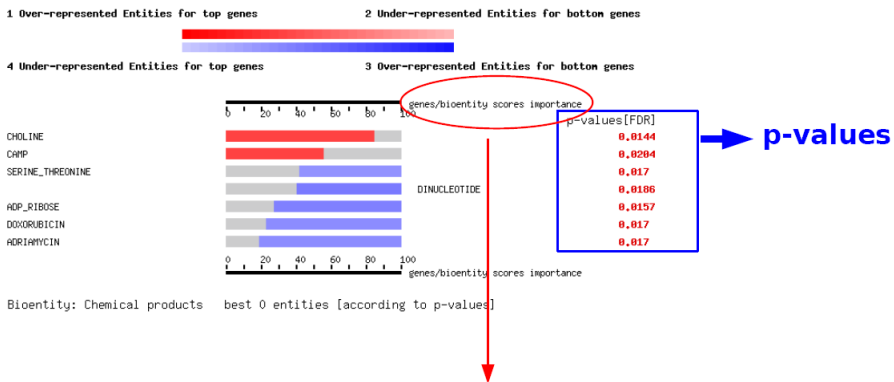 1 Over-represented Entities for top genes
2 Under-represented Entities for bottom genes
4 Under-represented Entities for top genes
3 Over-represented Entities for bottom genes
genes/bioentity scores importance
0 20 40 60 80 100
p-values[FDR]
CHOLINE 0.0144
CAMP 0.0204
SERINE_THREONINE 0.017
DINUCLEOTIDE 0.0186
ADP_RIBOSE 0.0157
DOXORUBICIN 0.017
ADRIAMYCIN 0.017
p-values
0 20 40 60 80 100
genes/bioentity scores importance
Bioentity: Chemical products best 0 entities [according to p-values]